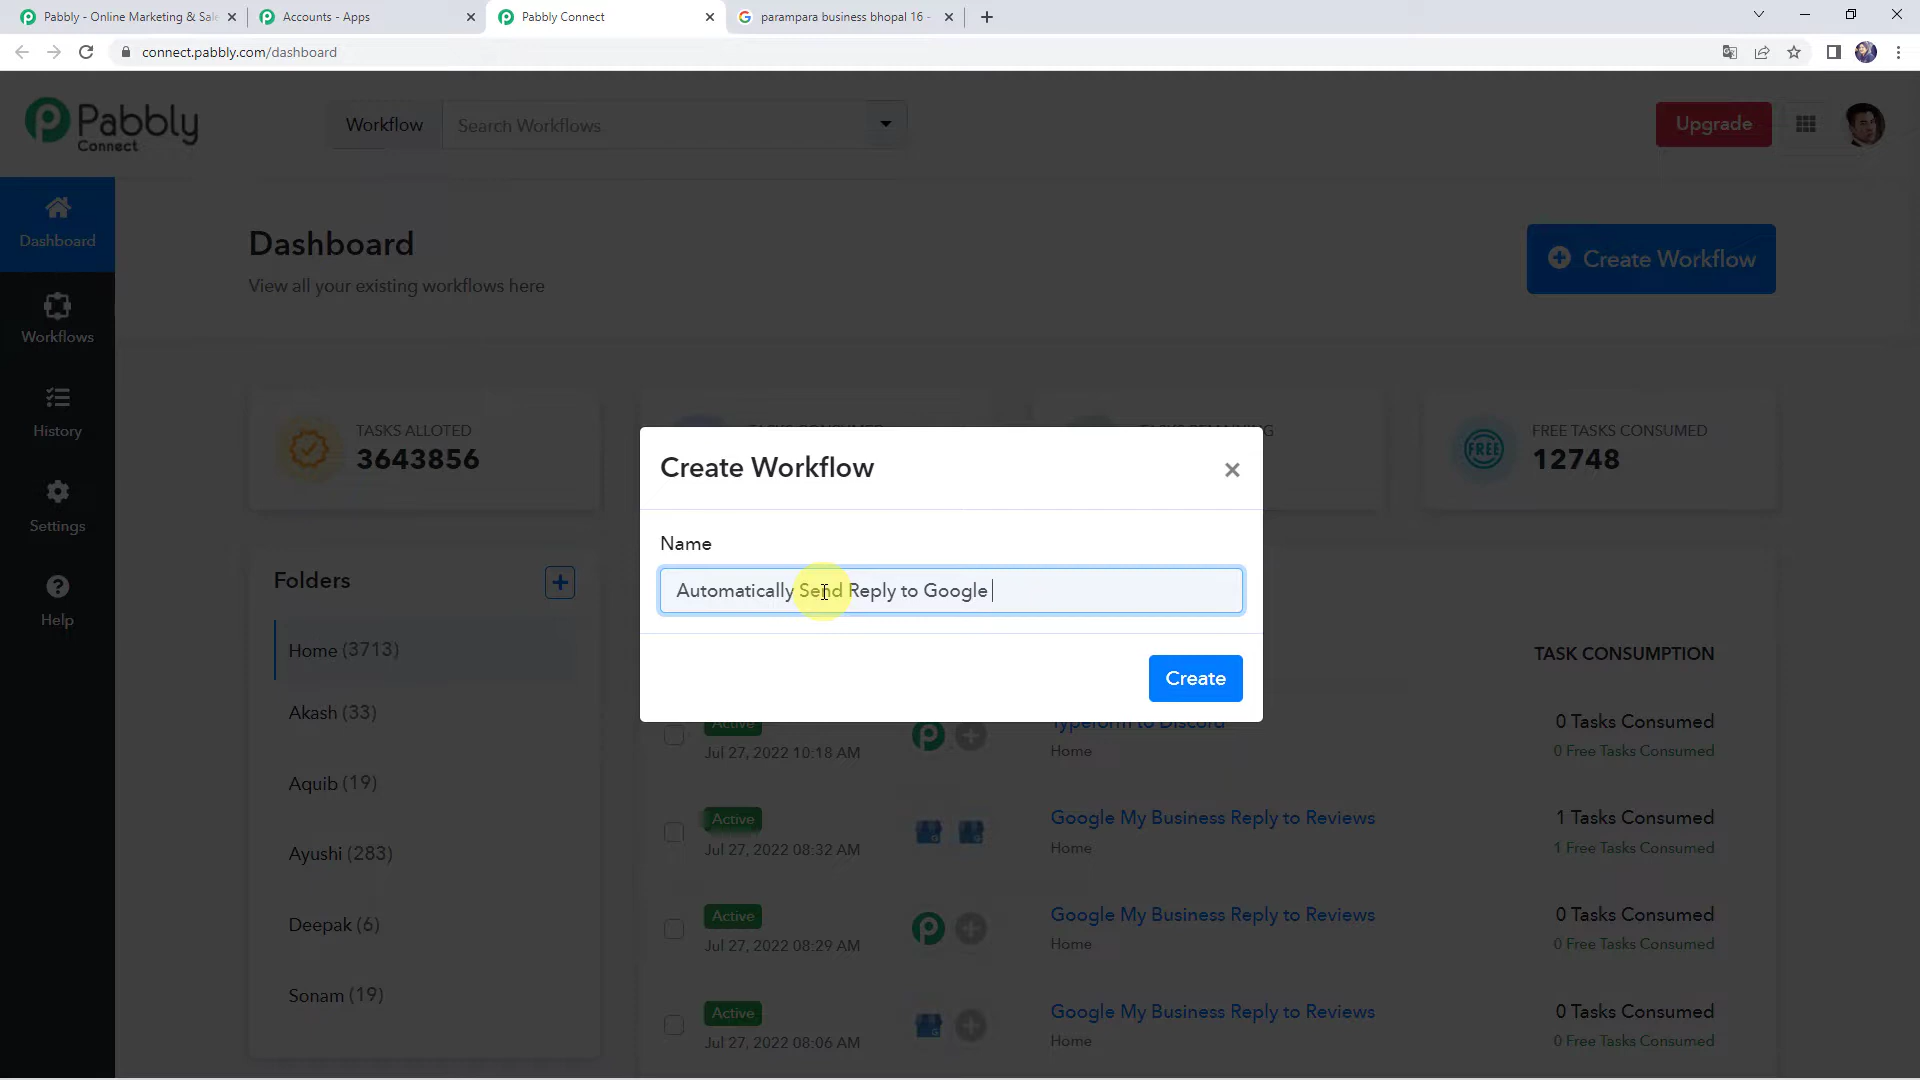 Pabbly - Online Marketing & Sale
Accounts - Apps
Pabbly Connect
parampara business bhopal 16 -
connect.pabbly.com/dashboard
Pabbly
Connect
Workflow
Search Workflows
Upgrade
Dashboard
Workflows
History
Settings
Help
Dashboard
View all your existing workflows here
Create Workflow
TASKS ALLOTED
3643856
FREE TASKS CONSUMED
12748
FREE
Create Workflow
×
Name
Automatically Send Reply to Google
Create
Folders
Home (3713)
Akash (33)
Aquib (19)
Ayushi (283)
Deepak (6)
Sonam (19)
TASK CONSUMPTION
Active
Jul 27, 2022 10:18 AM
Typeform to Discord
Home
0 Tasks Consumed
0 Free Tasks Consumed
Active
Jul 27, 2022 08:32 AM
Google My Business Reply to Reviews
Home
1 Tasks Consumed
1 Free Tasks Consumed
Active
Jul 27, 2022 08:29 AM
Google My Business Reply to Reviews
Home
0 Tasks Consumed
0 Free Tasks Consumed
Active
Jul 27, 2022 08:06 AM
Google My Business Reply to Reviews
Home
0 Tasks Consumed
0 Free Tasks Consumed